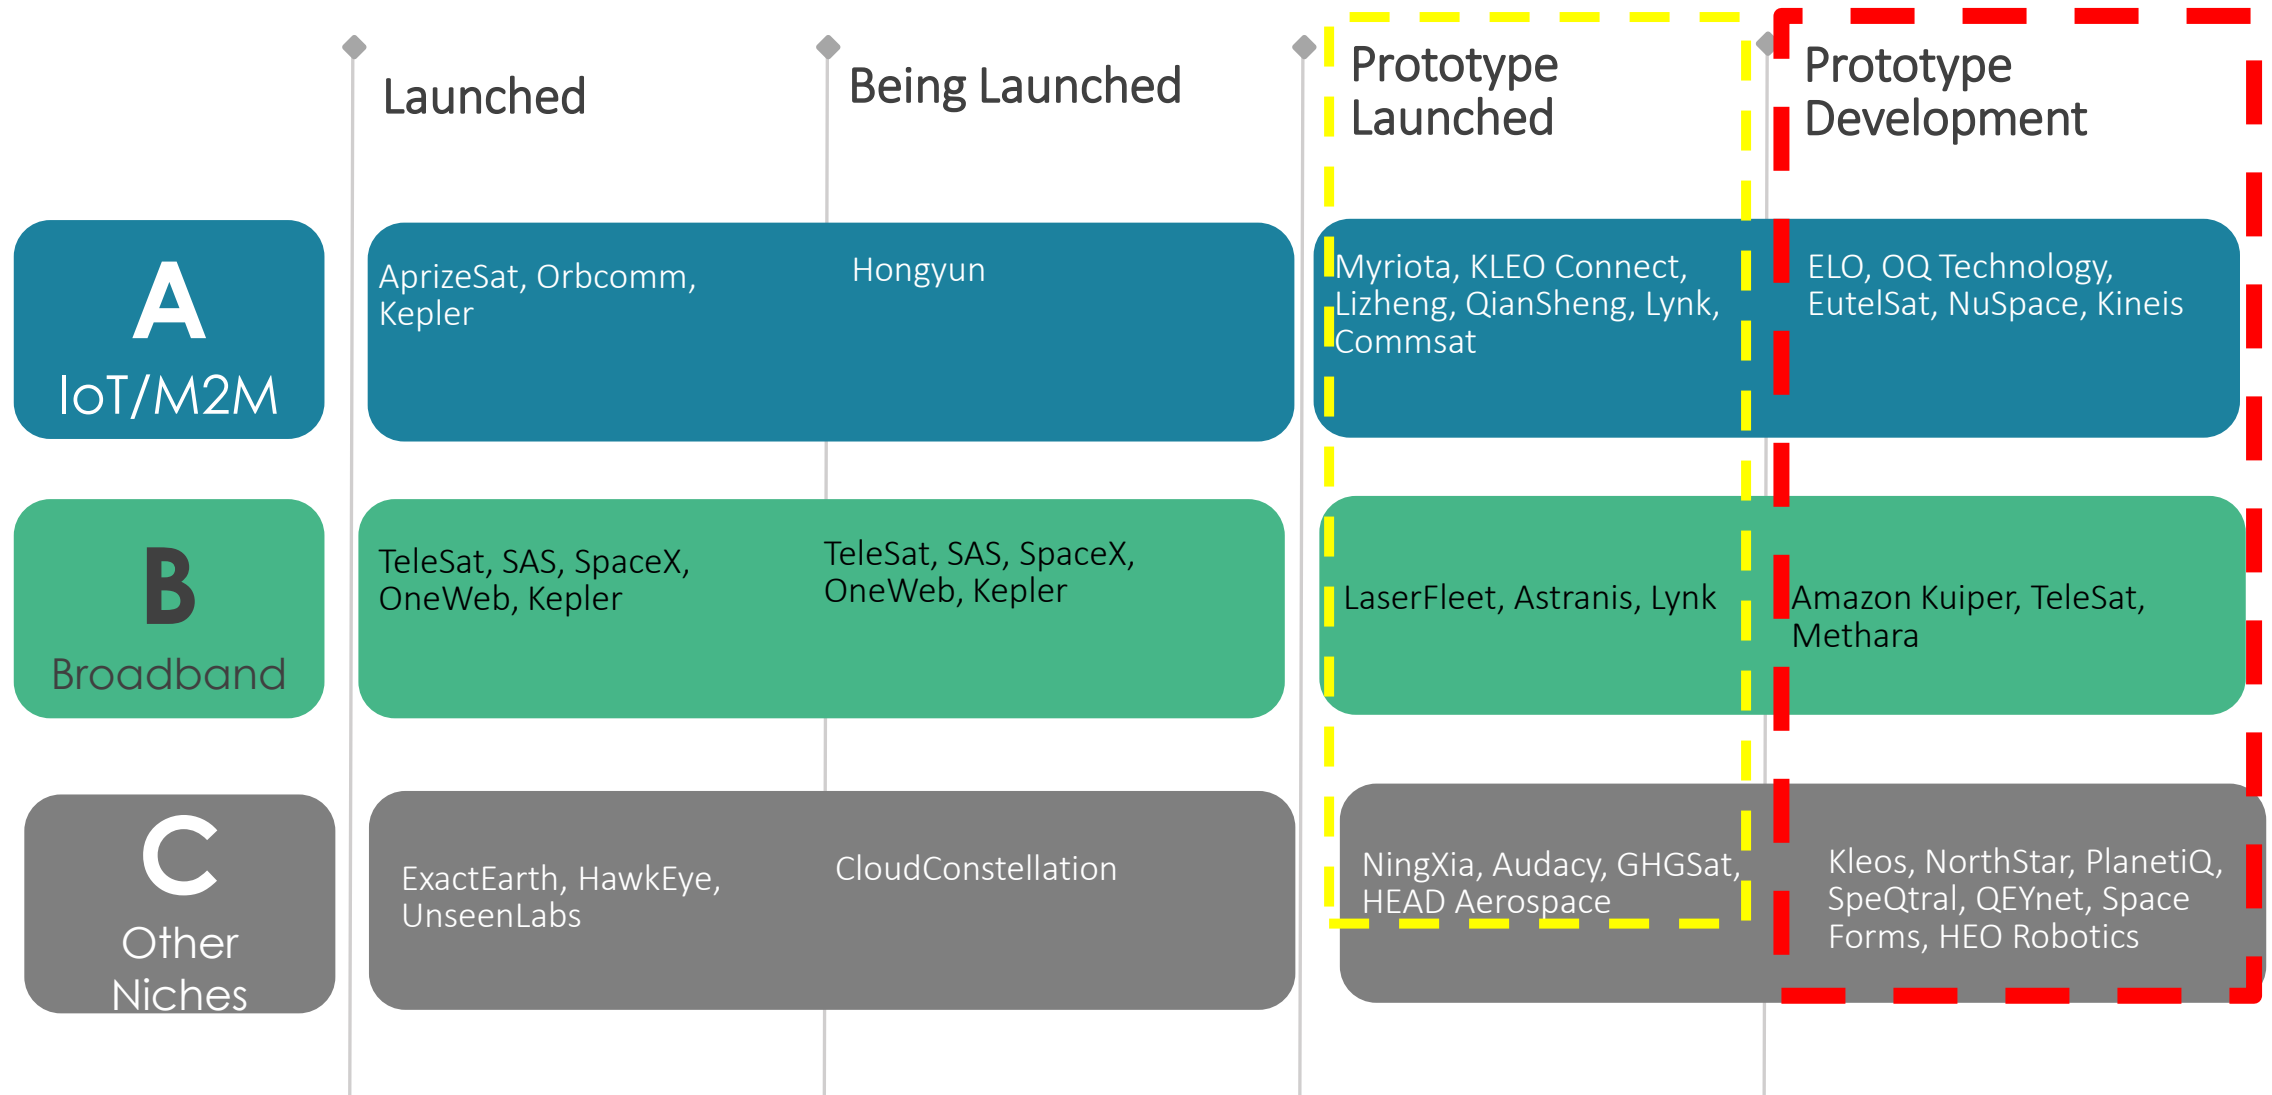 Launched
Being Launched
Prototype
Launched
Prototype
Development
A
IoT/M2M
AprizeSat, Orbcomm,
Kepler
Hongyun
Myriota, KLEO Connect,
Lizheng, QianSheng, Lynk,
Commsat
ELO, OQ Technology,
EutelSat, NuSpace, Kineis
B
Broadband
TeleSat, SAS, SpaceX,
OneWeb, Kepler
TeleSat, SAS, SpaceX,
OneWeb, Kepler
LaserFleet, Astranis, Lynk
Amazon Kuiper, TeleSat,
Methara
C
Other
Niches
ExactEarth, HawkEye,
UnseenLabs
CloudConstellation
NingXia, Audacy, GHGSat,
HEAD Aerospace
Kleos, NorthStar, PlanetiQ,
SpeQtral, QEYnet, Space
Forms, HEO Robotics